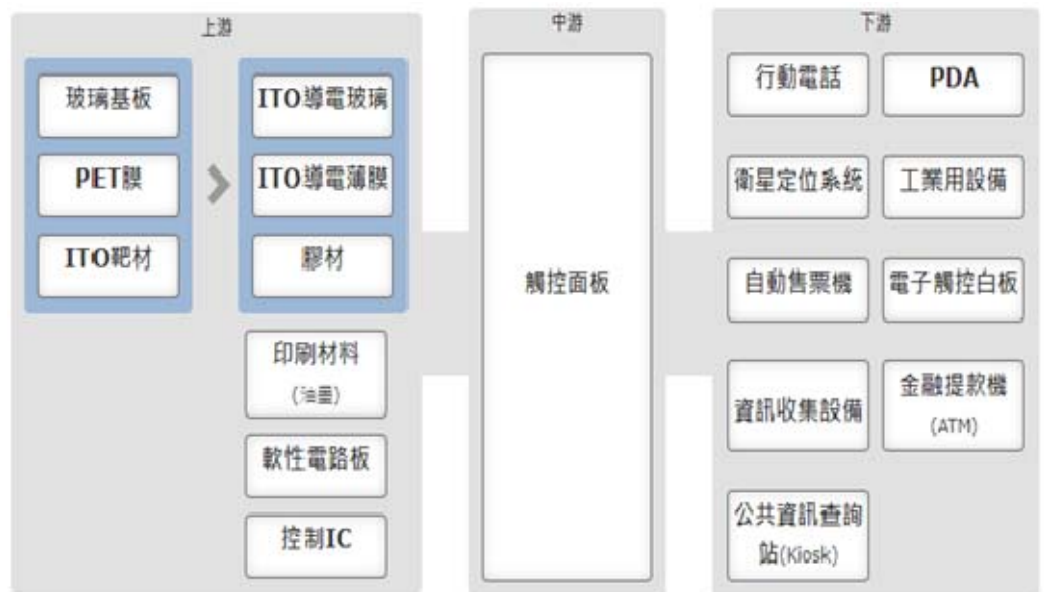 上游
玻璃基板
PET膜
ITO靶材
ITO導電玻璃
ITO導電薄膜
膠材
印刷材料
(油墨)
軟性電路板
控制IC
中游
觸控面板
下游
行動電話
PDA
衛星定位系統
工業用設備
自動售票機
電子觸控白板
資訊收集設備
金融提款機
(ATM)
公共資訊查詢
站(Kiosk)